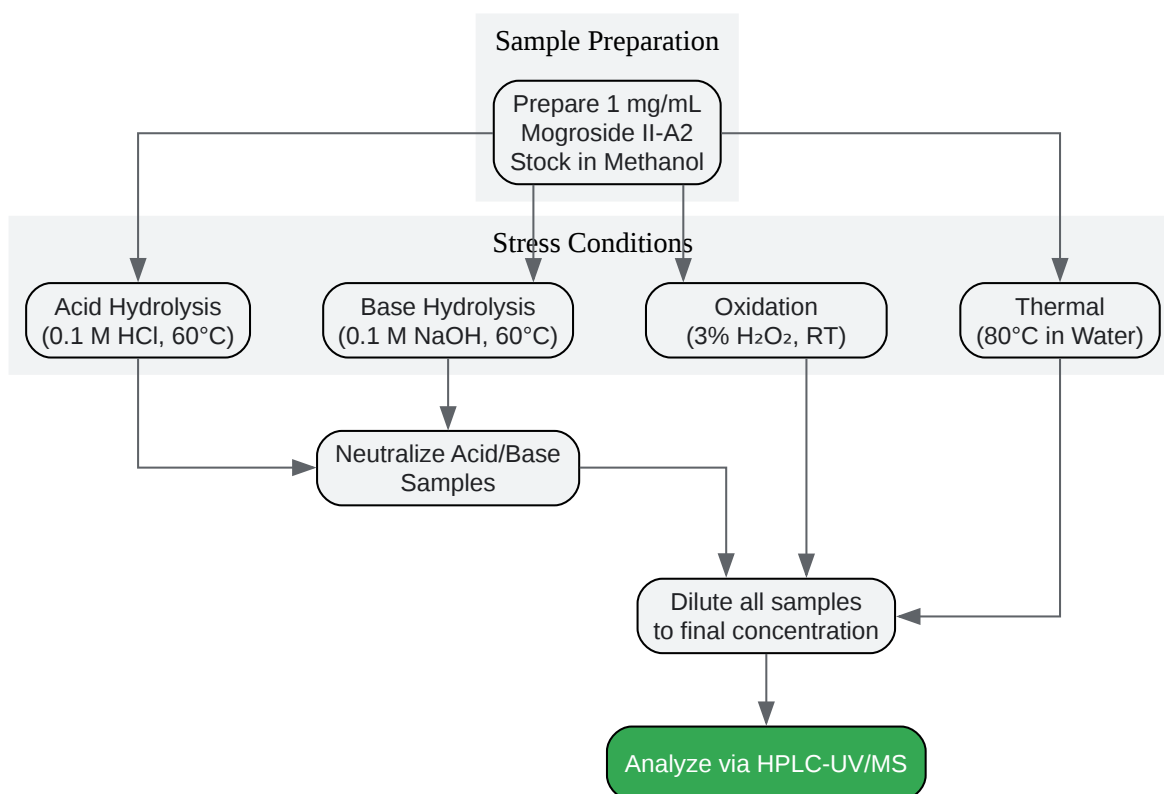 Sample Preparation
Prepare 1 mg/mL
Mogroside II-A2
Stock in Methanol
Stress Conditions
Acid Hydrolysis
(0.1 M HCl, 60°C)
Base Hydrolysis
(0.1 M NaOH, 60°C)
Oxidation
(3% H₂O₂, RT)
Thermal
(80°C in Water)
Neutralize Acid/Base
Samples
Dilute all samples
to final concentration
Analyze via HPLC-UV/MS